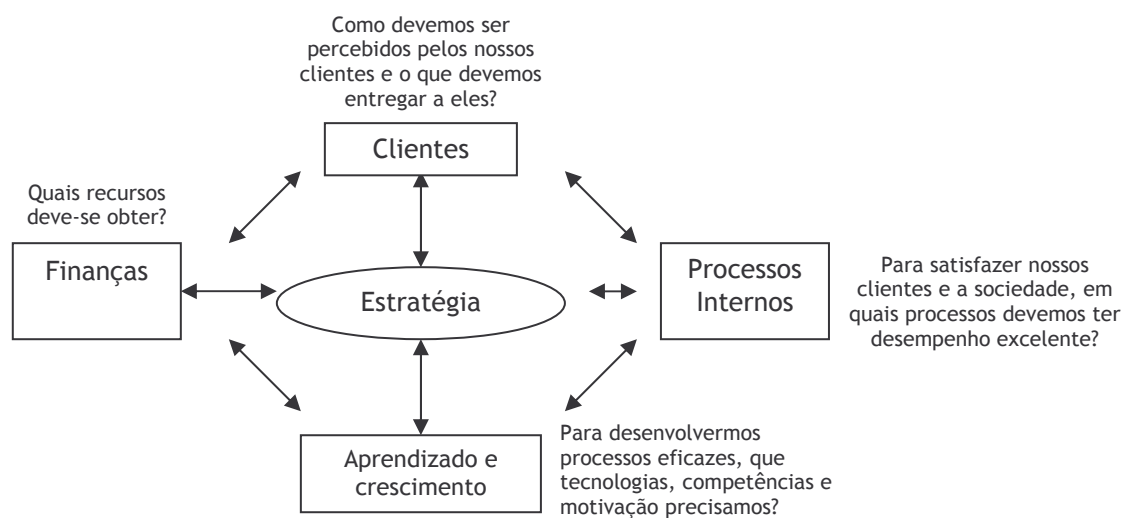 Como devemos ser
percebidos pelos nossos
clientes e o que devemos
entregar a eles?
Clientes
Quais recursos
deve-se obter?
Finanças
Estratégia
Processos
Internos
Para satisfazer nossos
clientes e a sociedade, em
quais processos devemos ter
desempenho excelente?
Aprendizado e
crescimento
Para desenvolvermos
processos eficazes, que
tecnologias, competências e
motivação precisamos?